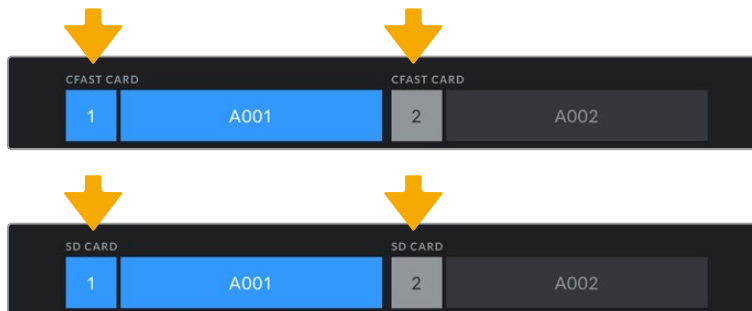 CFAST CARD CFAST CARD
1 A001 2 A002
SD CARD SD CARD
1 A001 2 A002